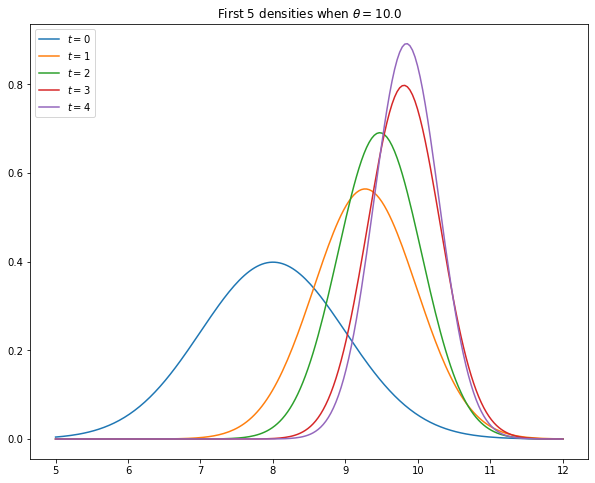 First 5 densities when θ = 10.0
t = 0
t = 1
t = 2
t = 3
t = 4
0.8
0.6
0.4
0.2
0.0
5 6 7 8 9 10 11 12